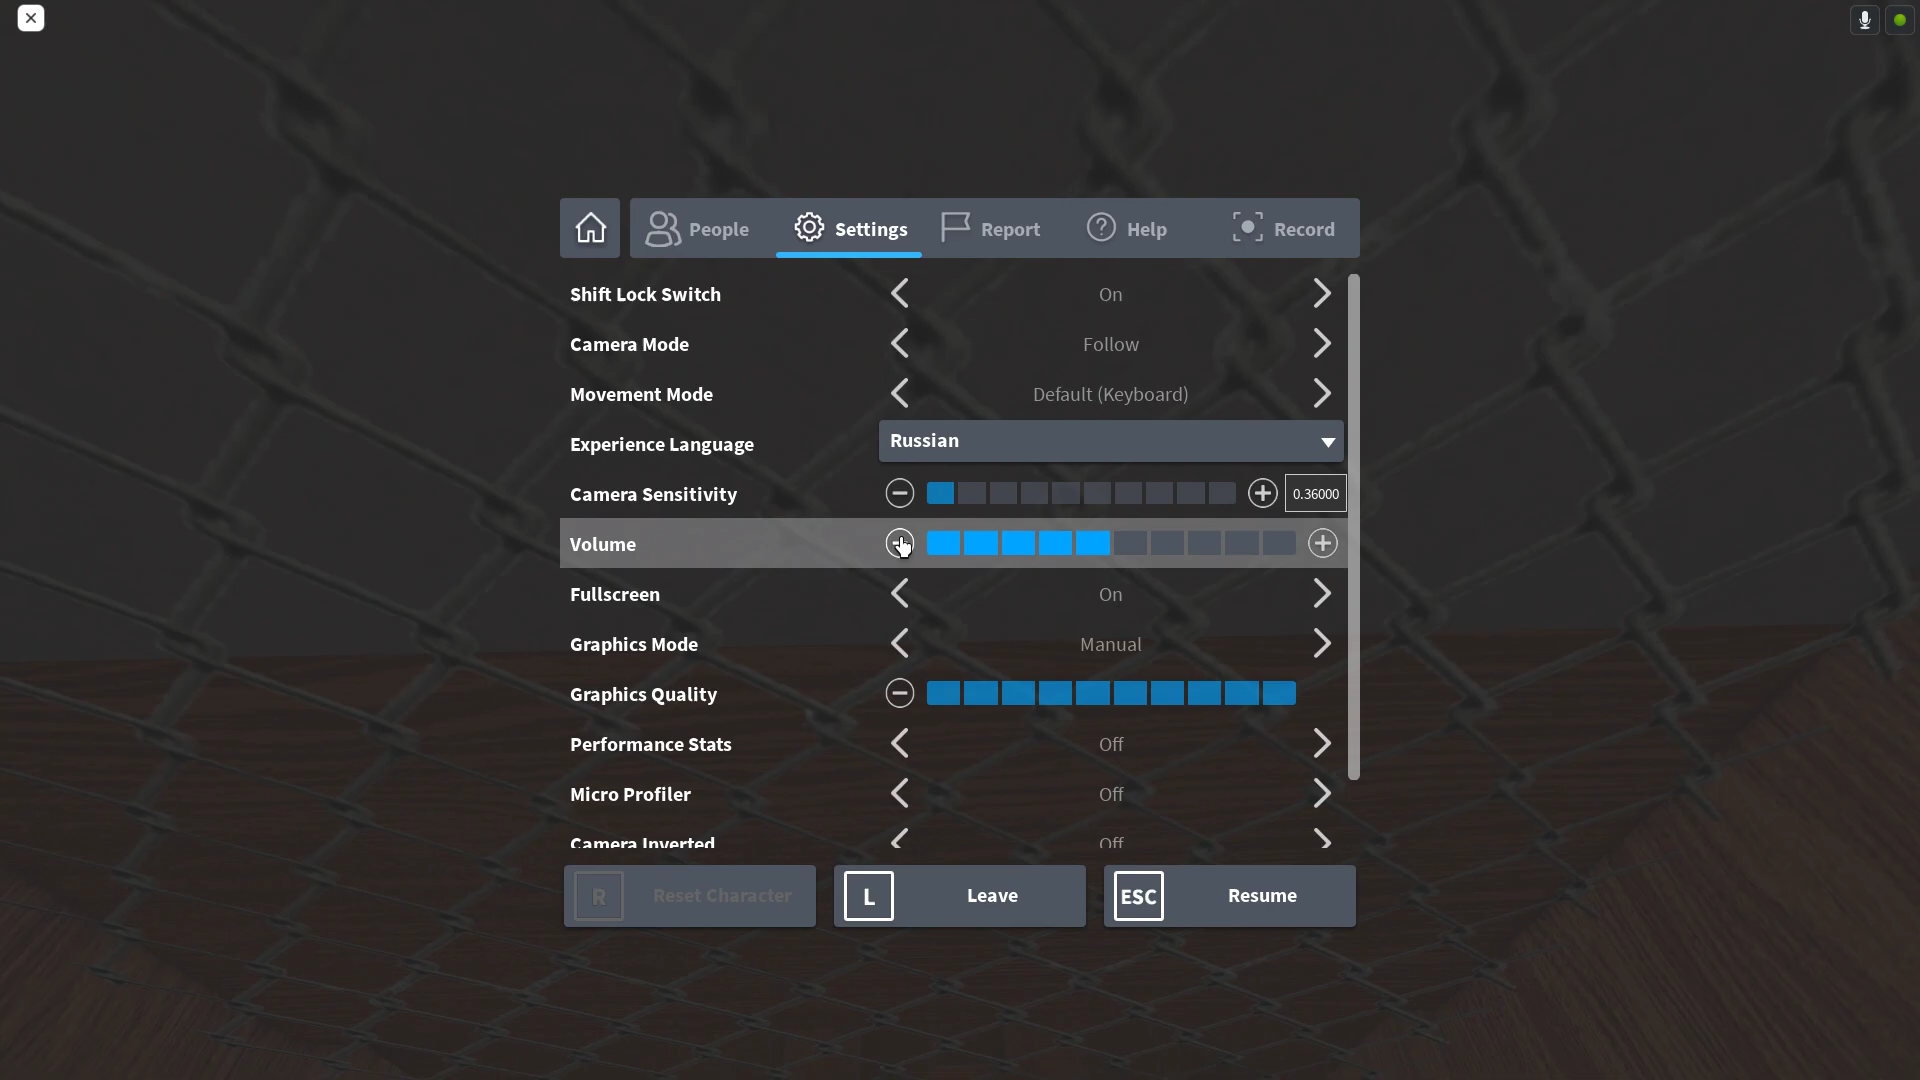 People
Settings
Report
Help
Record
Shift Lock Switch On
Camera Mode Follow
Movement Mode Default (Keyboard)
Experience Language Russian
Camera Sensitivity 0.36000
Volume
Fullscreen On
Graphics Mode Manual
Graphics Quality
Performance Stats Off
Micro Profiler Off
Camera Inverted Off
R Reset Character
L Leave
ESC Resume